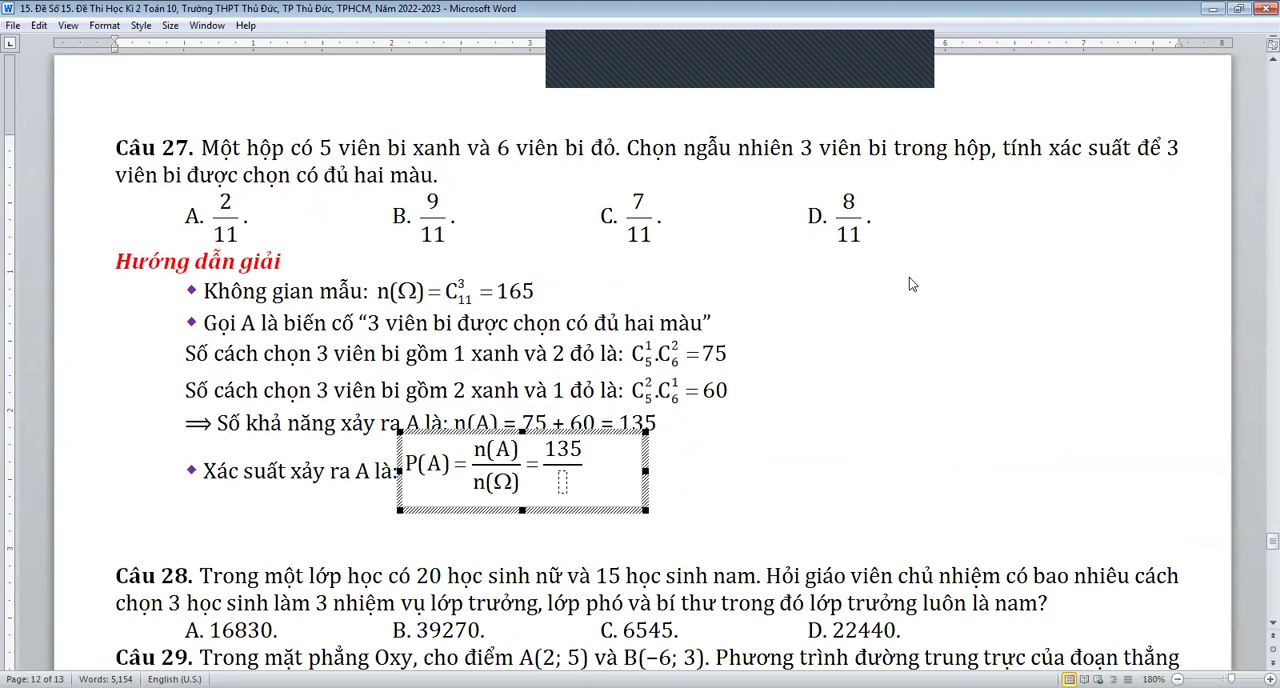 15. Đề Số 15. Đề Thi Học Kì 2 Toán 10, Trường THPT Thủ Đức, TP Thủ Đức, TPHCM, Năm 2022-2023 - Microsoft Word
File Edit View Format Style Size Window Help
1 2 3 6 7 8
Câu 27. Một hộp có 5 viên bi xanh và 6 viên bi đỏ. Chọn ngẫu nhiên 3 viên bi trong hộp, tính xác suất để 3
viên bi được chọn có đủ hai màu.
A. 2/11. B. 9/11. C. 7/11. D. 8/11.
Hướng dẫn giải
◆ Không gian mẫu: n(Ω) = C₁₁³ = 165
◆ Gọi A là biến cố “3 viên bi được chọn có đủ hai màu”
Số cách chọn 3 viên bi gồm 1 xanh và 2 đỏ là: C₅¹.C₆² = 75
Số cách chọn 3 viên bi gồm 2 xanh và 1 đỏ là: C₅².C₆¹ = 60
⟹ Số khả năng xảy ra A là: n(A) = 75 + 60 = 135
◆ Xác suất xảy ra A là: P(A) = n(A)/n(Ω) = 135/
Câu 28. Trong một lớp học có 20 học sinh nữ và 15 học sinh nam. Hỏi giáo viên chủ nhiệm có bao nhiêu cách
chọn 3 học sinh làm 3 nhiệm vụ lớp trưởng, lớp phó và bí thư trong đó lớp trưởng luôn là nam?
A. 16830. B. 39270. C. 6545. D. 22440.
Câu 29. Trong mặt phẳng Oxy, cho điểm A(2; 5) và B(−6; 3). Phương trình đường trung trực của đoạn thẳng
Page: 12 of 13 Words: 5,154 English (U.S.) 180%